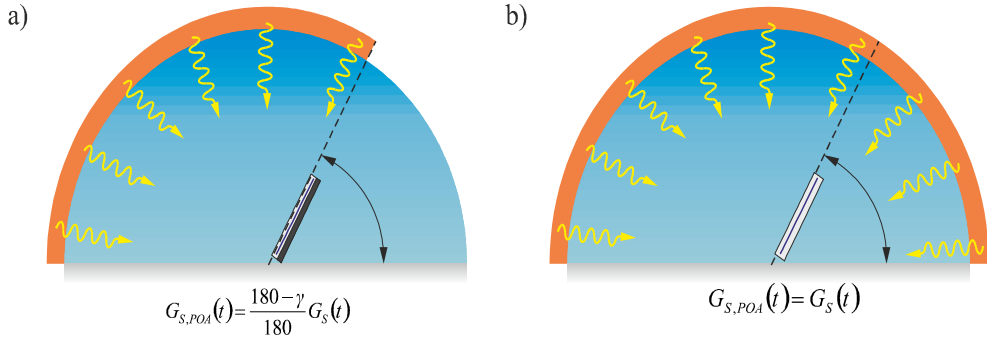 a)
b)
G_{S,POA}(t)=\frac{180-γ}{180}G_S(t)
G_{S,POA}(t)=G_S(t)